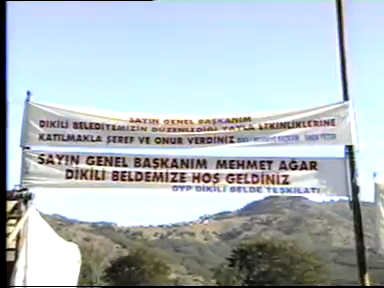 SAYIN GENEL BAŞKANIM
DİKİLİ BELEDİYEMİZİN DÜZENLEDİĞİ YAYLA ETKİNLİKLERİNE
KATILMAKLA ŞEREF VE ONUR VERDİNİZ
SAYIN GENEL BAŞKANIM MEHMET AĞAR
DİKİLİ BELDEMİZE HOŞ GELDİNİZ
DYP DİKİLİ BELDE TEŞKİLATI